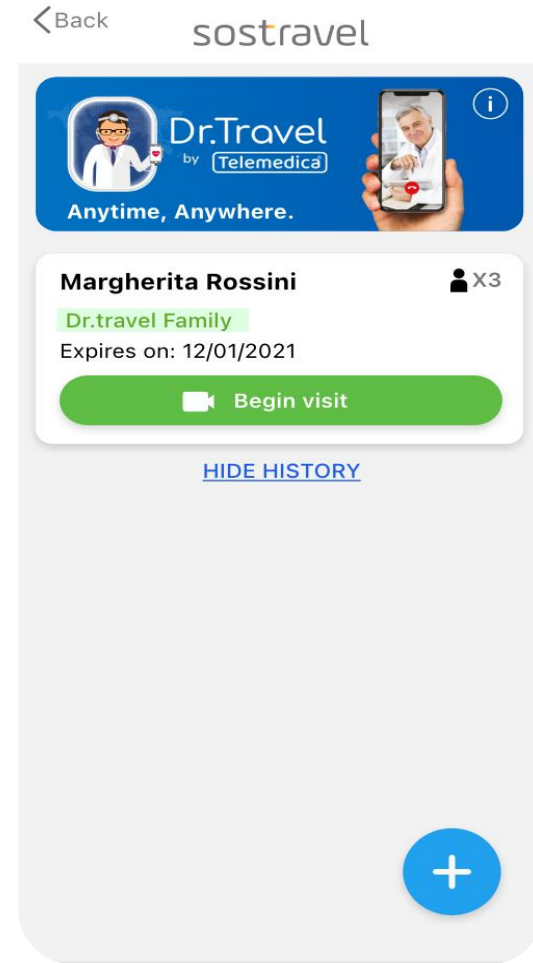 Back
sostravel
Dr.Travel
by Telemedica
Anytime, Anywhere.
i
Margherita Rossini
X3
Dr.travel Family
Expires on: 12/01/2021
Begin visit
HIDE HISTORY
+